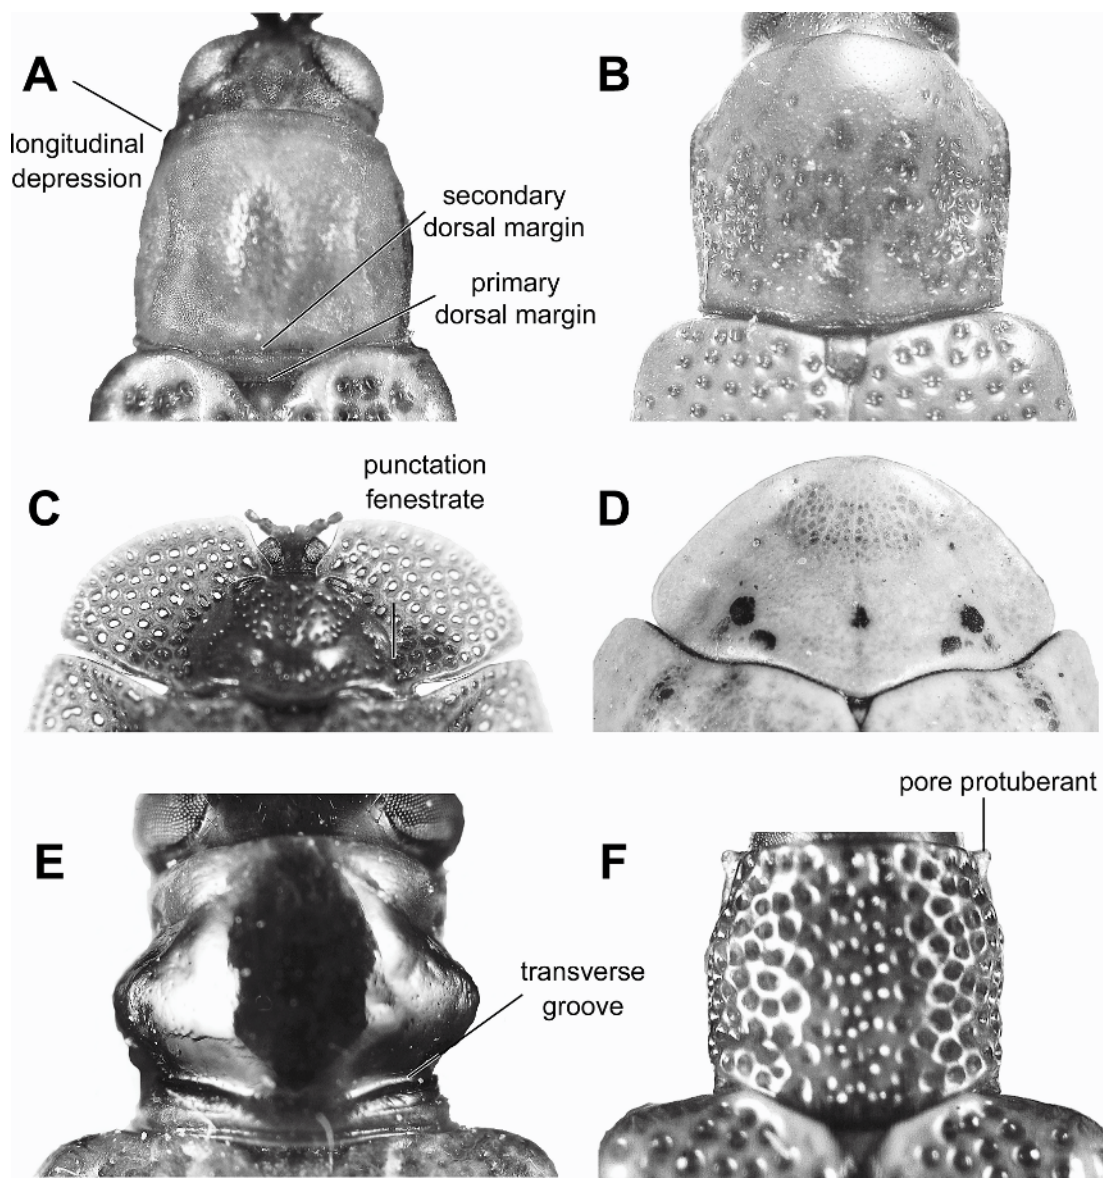 A
longitudinal
depression
secondary
dorsal margin
primary
dorsal margin
B
C
punctation
fenestrate
D
E
transverse
groove
pore protuberant
F